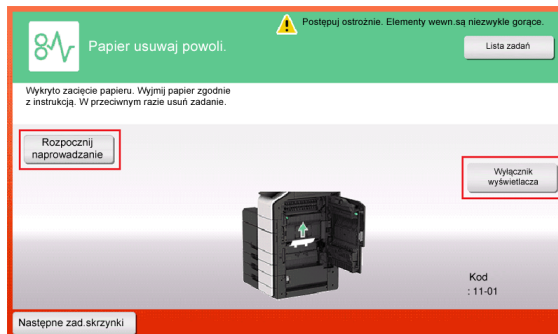 Postępuj ostrożnie. Elementy wewn.są niezwykle gorące.
Papier usuwaj powoli.
Lista zadań
Wykryto zacięcie papieru. Wyjmij papier zgodnie
z instrukcją. W przeciwnym razie usuń zadanie.
Rozpocznij
naprowadzanie
Wyłącznik
wyświetlacza
Kod
: 11-01
Następne zad.skrzynki